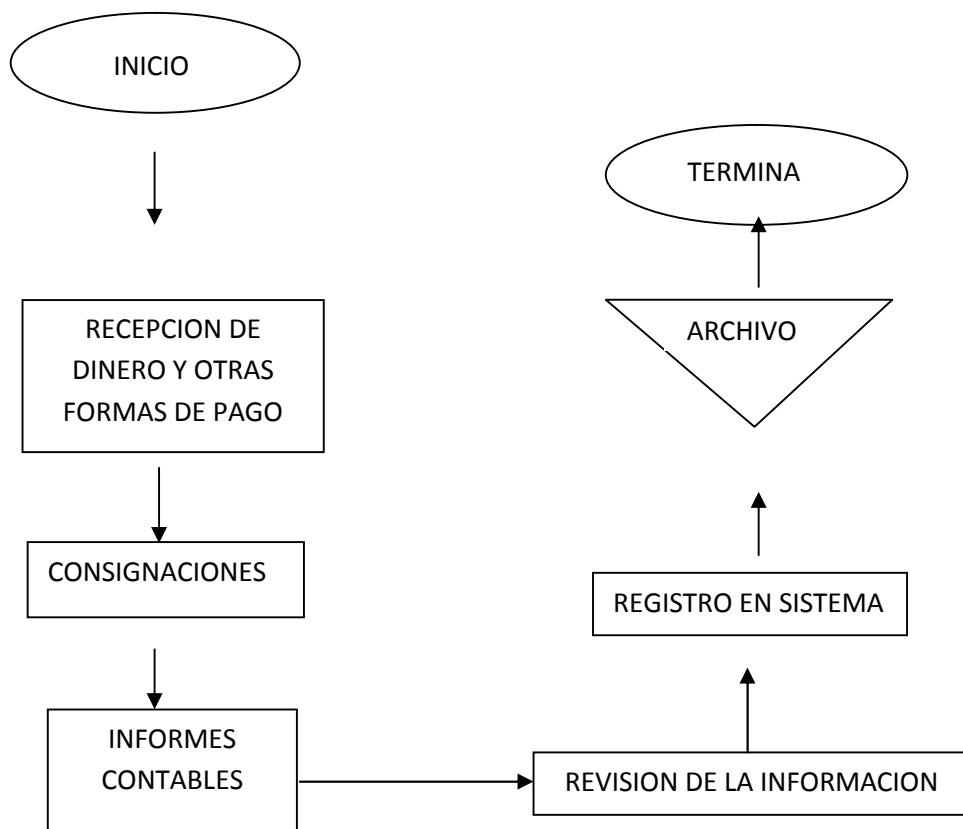 INICIO
RECEPCION DE
DINERO Y OTRAS
FORMAS DE PAGO
CONSIGNACIONES
INFORMES
CONTABLES
REVISION DE LA INFORMACION
REGISTRO EN SISTEMA
ARCHIVO
TERMINA